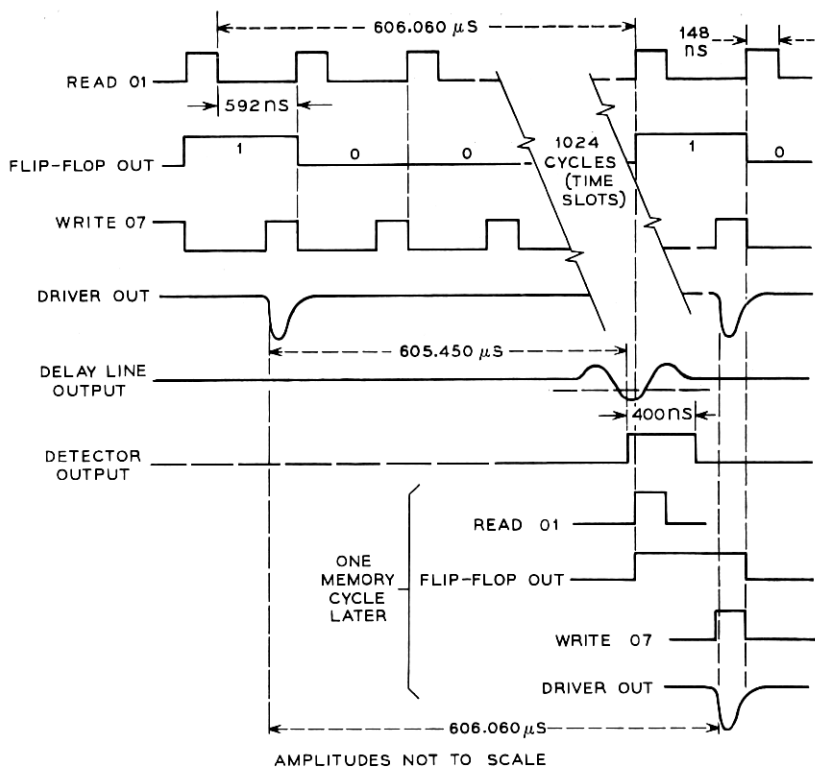 606.060 μS
148
ns
READ 01
592 ns
1
0
0
1024
CYCLES
(TIME
SLOTS)
1
0
FLIP-FLOP OUT
WRITE 07
DRIVER OUT
605.450 μS
DELAY LINE
OUTPUT
400 ns
DETECTOR
OUTPUT
READ 01
ONE
MEMORY
CYCLE
LATER
FLIP-FLOP OUT
WRITE 07
DRIVER OUT
606.060 μS
AMPLITUDES NOT TO SCALE